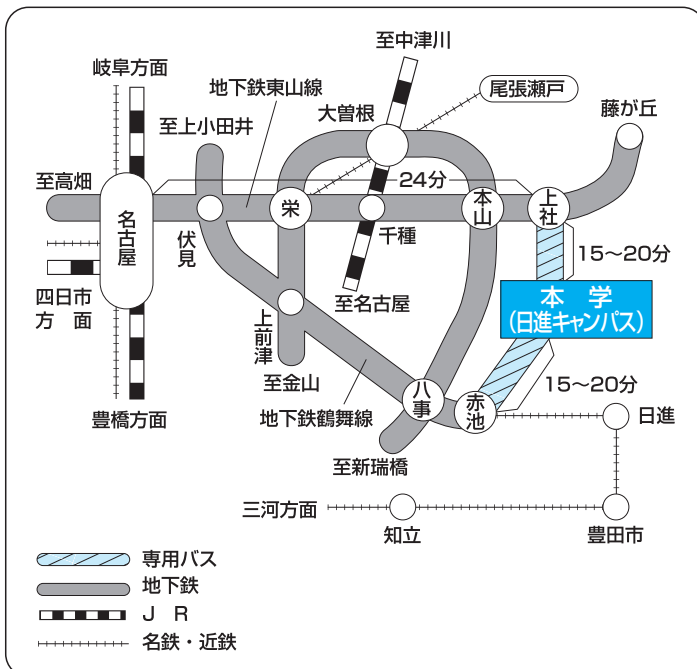 至中津川
岐阜方面
地下鉄東山線
尾張瀬戸
大曽根
藤が丘
至上小田井
至高畑
24分
名古屋
栄
本山
上社
伏見
千種
15〜20分
四日市
方　面
至名古屋
本　学
(日進キャンパス)
上前津
至金山
15〜20分
八事
赤池
豊橋方面
地下鉄鶴舞線
日進
至新瑞橋
三河方面
知立
豊田市
専用バス
地下鉄
Ｊ　Ｒ
名鉄・近鉄